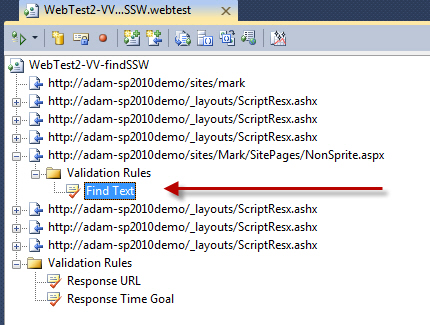 WebTest2-VV...SSW.webtest
WebTest2-VV-findSSW
http://adam-sp2010demo/sites/mark
http://adam-sp2010demo/_layouts/ScriptResx.ashx
http://adam-sp2010demo/_layouts/ScriptResx.ashx
http://adam-sp2010demo/_layouts/ScriptResx.ashx
http://adam-sp2010demo/sites/Mark/SitePages/NonSprite.aspx
Validation Rules
Find Text
http://adam-sp2010demo/_layouts/ScriptResx.ashx
http://adam-sp2010demo/_layouts/ScriptResx.ashx
http://adam-sp2010demo/_layouts/ScriptResx.ashx
Validation Rules
Response URL
Response Time Goal